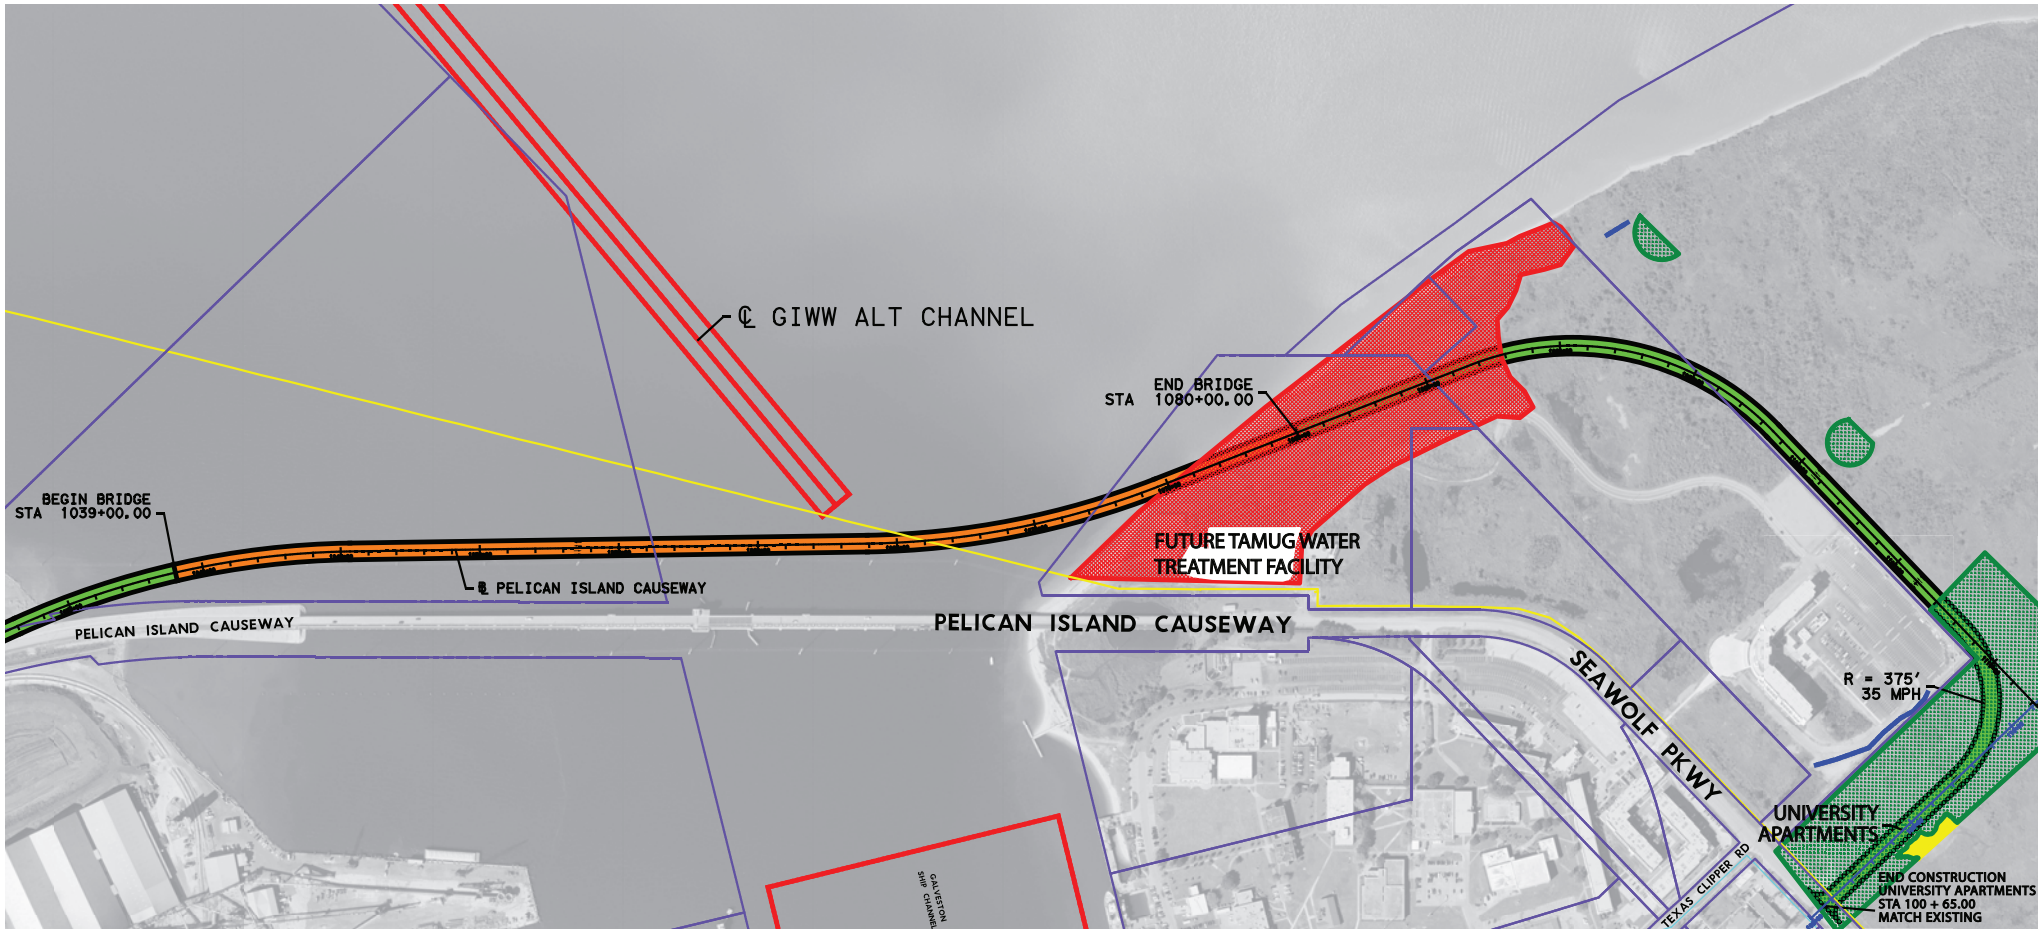 ℄ GIWW ALT CHANNEL
END BRIDGE
STA 1080+00.00
BEGIN BRIDGE
STA 1039+00.00
FUTURE TAMUG WATER
TREATMENT FACILITY
PELICAN ISLAND CAUSEWAY
PELICAN ISLAND CAUSEWAY
PELICAN ISLAND CAUSEWAY
SEAWOLF PKWY
R = 375'
35 MPH
UNIVERSITY
APARTMENTS
TEXAS CLIPPER RD
GALVESTON
SHIP CHANNEL
END CONSTRUCTION
UNIVERSITY APARTMENTS
STA 100 + 65.00
MATCH EXISTING